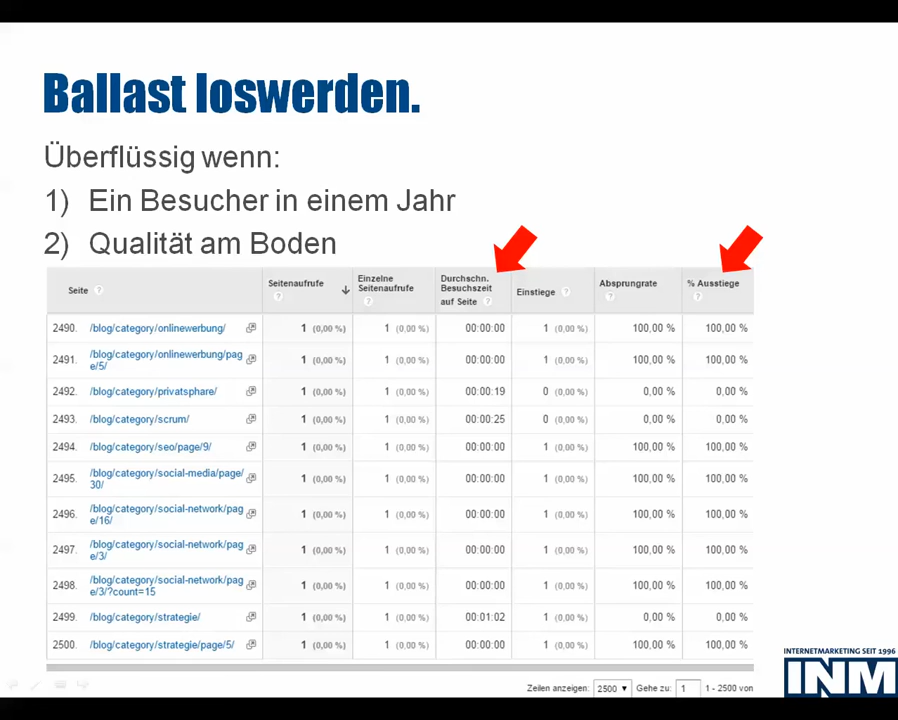 Ballast loswerden.
Überflüssig wenn:
1) Ein Besucher in einem Jahr
2) Qualität am Boden
Seite ? Seitenaufrufe ? Einzelne Seitenaufrufe ? Durchschn. Besuchszeit auf Seite ? Einstiege ? Absprungrate ? % Ausstiege ?
2490. /blog/category/onlinewerbung/ 1 (0,00 %) 1 (0,00 %) 00:00:00 1 (0,00 %) 100,00 % 100,00 %
2491. /blog/category/onlinewerbung/page/5/ 1 (0,00 %) 1 (0,00 %) 00:00:00 1 (0,00 %) 100,00 % 100,00 %
2492. /blog/category/privatsphare/ 1 (0,00 %) 1 (0,00 %) 00:00:19 0 (0,00 %) 0,00 % 0,00 %
2493. /blog/category/scrum/ 1 (0,00 %) 1 (0,00 %) 00:00:25 0 (0,00 %) 0,00 % 0,00 %
2494. /blog/category/seo/page/9/ 1 (0,00 %) 1 (0,00 %) 00:00:00 1 (0,00 %) 100,00 % 100,00 %
2495. /blog/category/social-media/page/30/ 1 (0,00 %) 1 (0,00 %) 00:00:00 1 (0,00 %) 100,00 % 100,00 %
2496. /blog/category/social-network/page/16/ 1 (0,00 %) 1 (0,00 %) 00:00:00 1 (0,00 %) 100,00 % 100,00 %
2497. /blog/category/social-network/page/3/ 1 (0,00 %) 1 (0,00 %) 00:00:00 1 (0,00 %) 100,00 % 100,00 %
2498. /blog/category/social-network/page/3/?count=15 1 (0,00 %) 1 (0,00 %) 00:00:00 1 (0,00 %) 100,00 % 100,00 %
2499. /blog/category/strategie/ 1 (0,00 %) 1 (0,00 %) 00:01:02 1 (0,00 %) 0,00 % 0,00 %
2500. /blog/category/strategie/page/5/ 1 (0,00 %) 1 (0,00 %) 00:00:00 1 (0,00 %) 100,00 % 100,00 %
Zeilen anzeigen: 2500 Gehe zu: 1 1 - 2500 von
INTERNETMARKETING SEIT 1996
INM